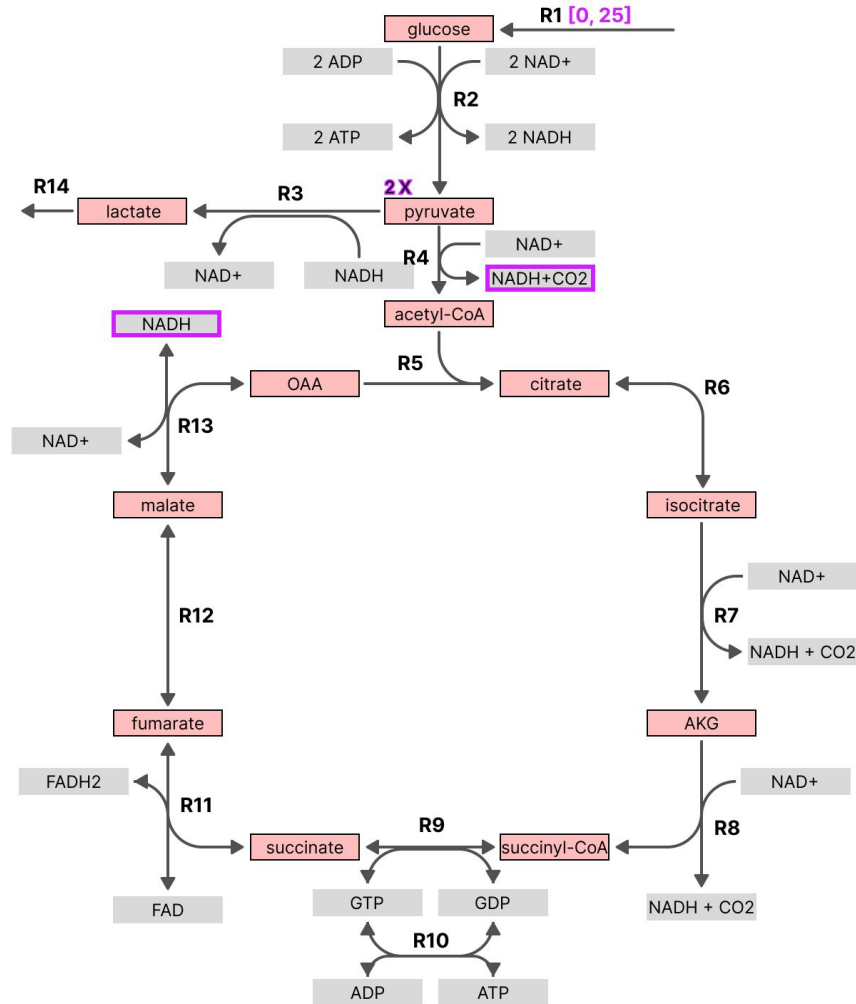 R1 [0, 25]
glucose
2 ADP
2 NAD+
R2
2 ATP
2 NADH
R14
R3
2X
lactate
pyruvate
NAD+
NADH
R4
NAD+
NADH+CO2
acetyl-CoA
NADH
OAA
R5
citrate
R6
NAD+
R13
malate
isocitrate
NAD+
R12
R7
NADH + CO2
fumarate
AKG
FADH2
NAD+
R11
R9
R8
succinate
succinyl-CoA
FAD
GTP
GDP
NADH + CO2
R10
ADP
ATP